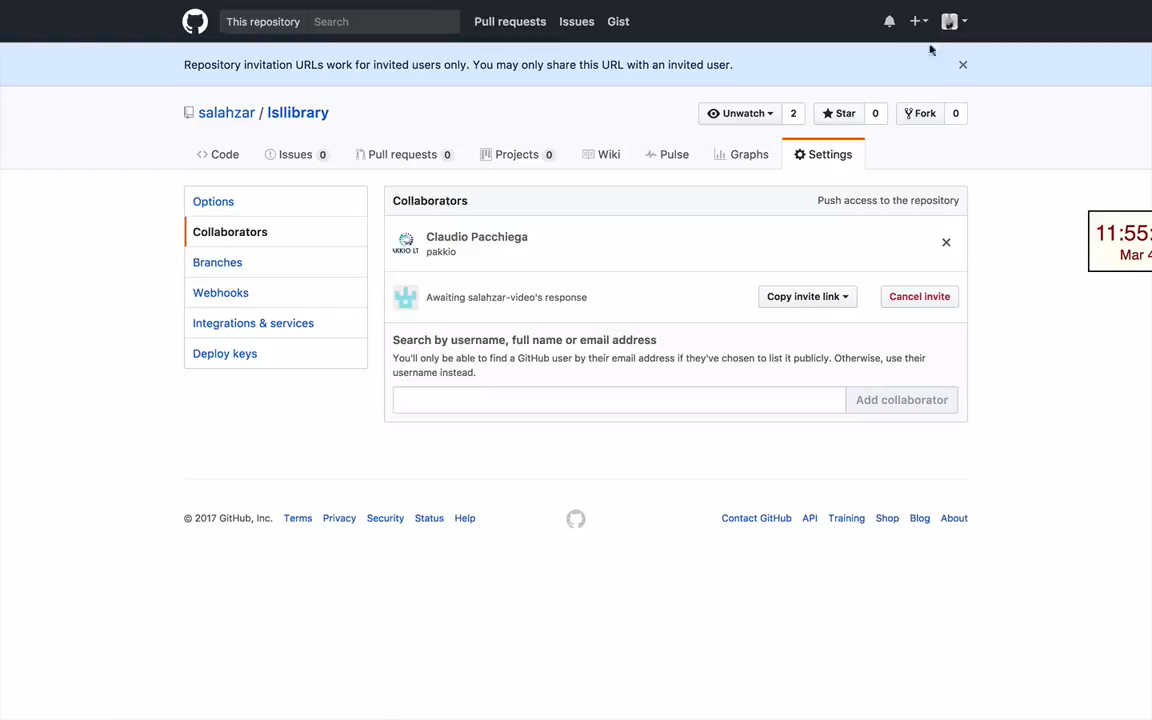 This repository Search Pull requests Issues Gist
Repository invitation URLs work for invited users only. You may only share this URL with an invited user.
salahzar / lsllibrary
Unwatch 2 Star 0 Fork 0
Code Issues 0 Pull requests 0 Projects 0 Wiki Pulse Graphs Settings
Options
Collaborators
Branches
Webhooks
Integrations & services
Deploy keys
Collaborators Push access to the repository
Claudio Pacchiega
pakkio
Awaiting salahzar-video's response Copy invite link Cancel invite
Search by username, full name or email address
You'll only be able to find a GitHub user by their email address if they've chosen to list it publicly. Otherwise, use their
username instead.
Add collaborator
11:55:
Mar 4
© 2017 GitHub, Inc. Terms Privacy Security Status Help
Contact GitHub API Training Shop Blog About